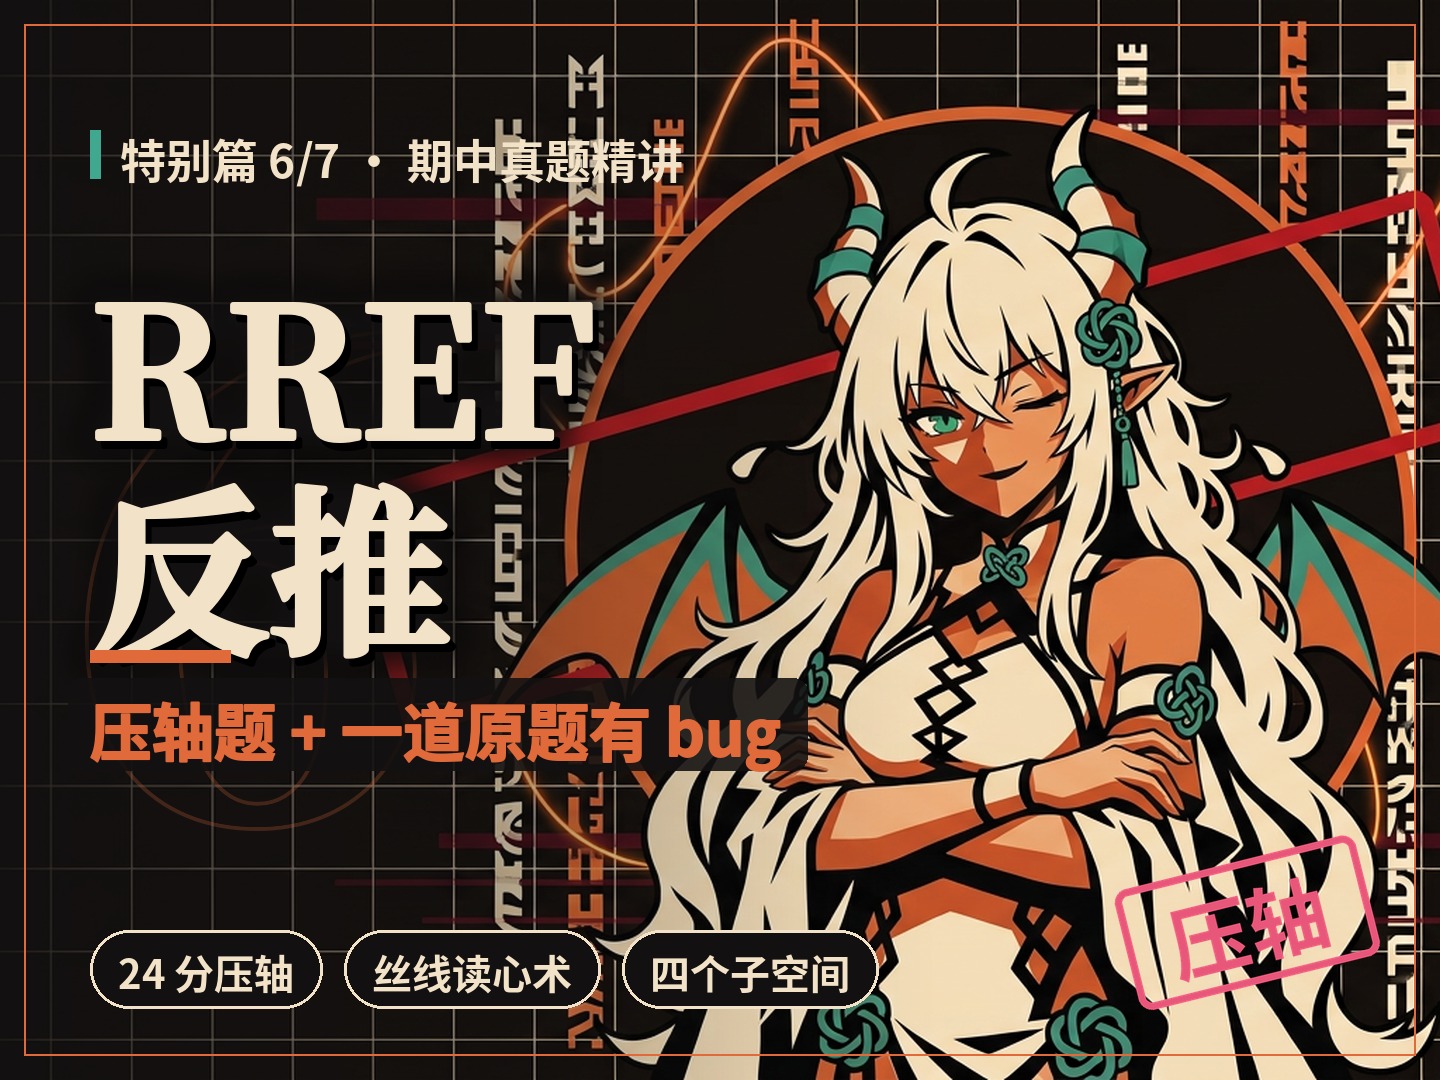 特别篇 6/7 · 期中真题精讲
RREF
反推
压轴题 + 一道原题有 bug
24 分压轴
丝线读心术
四个子空间
压轴